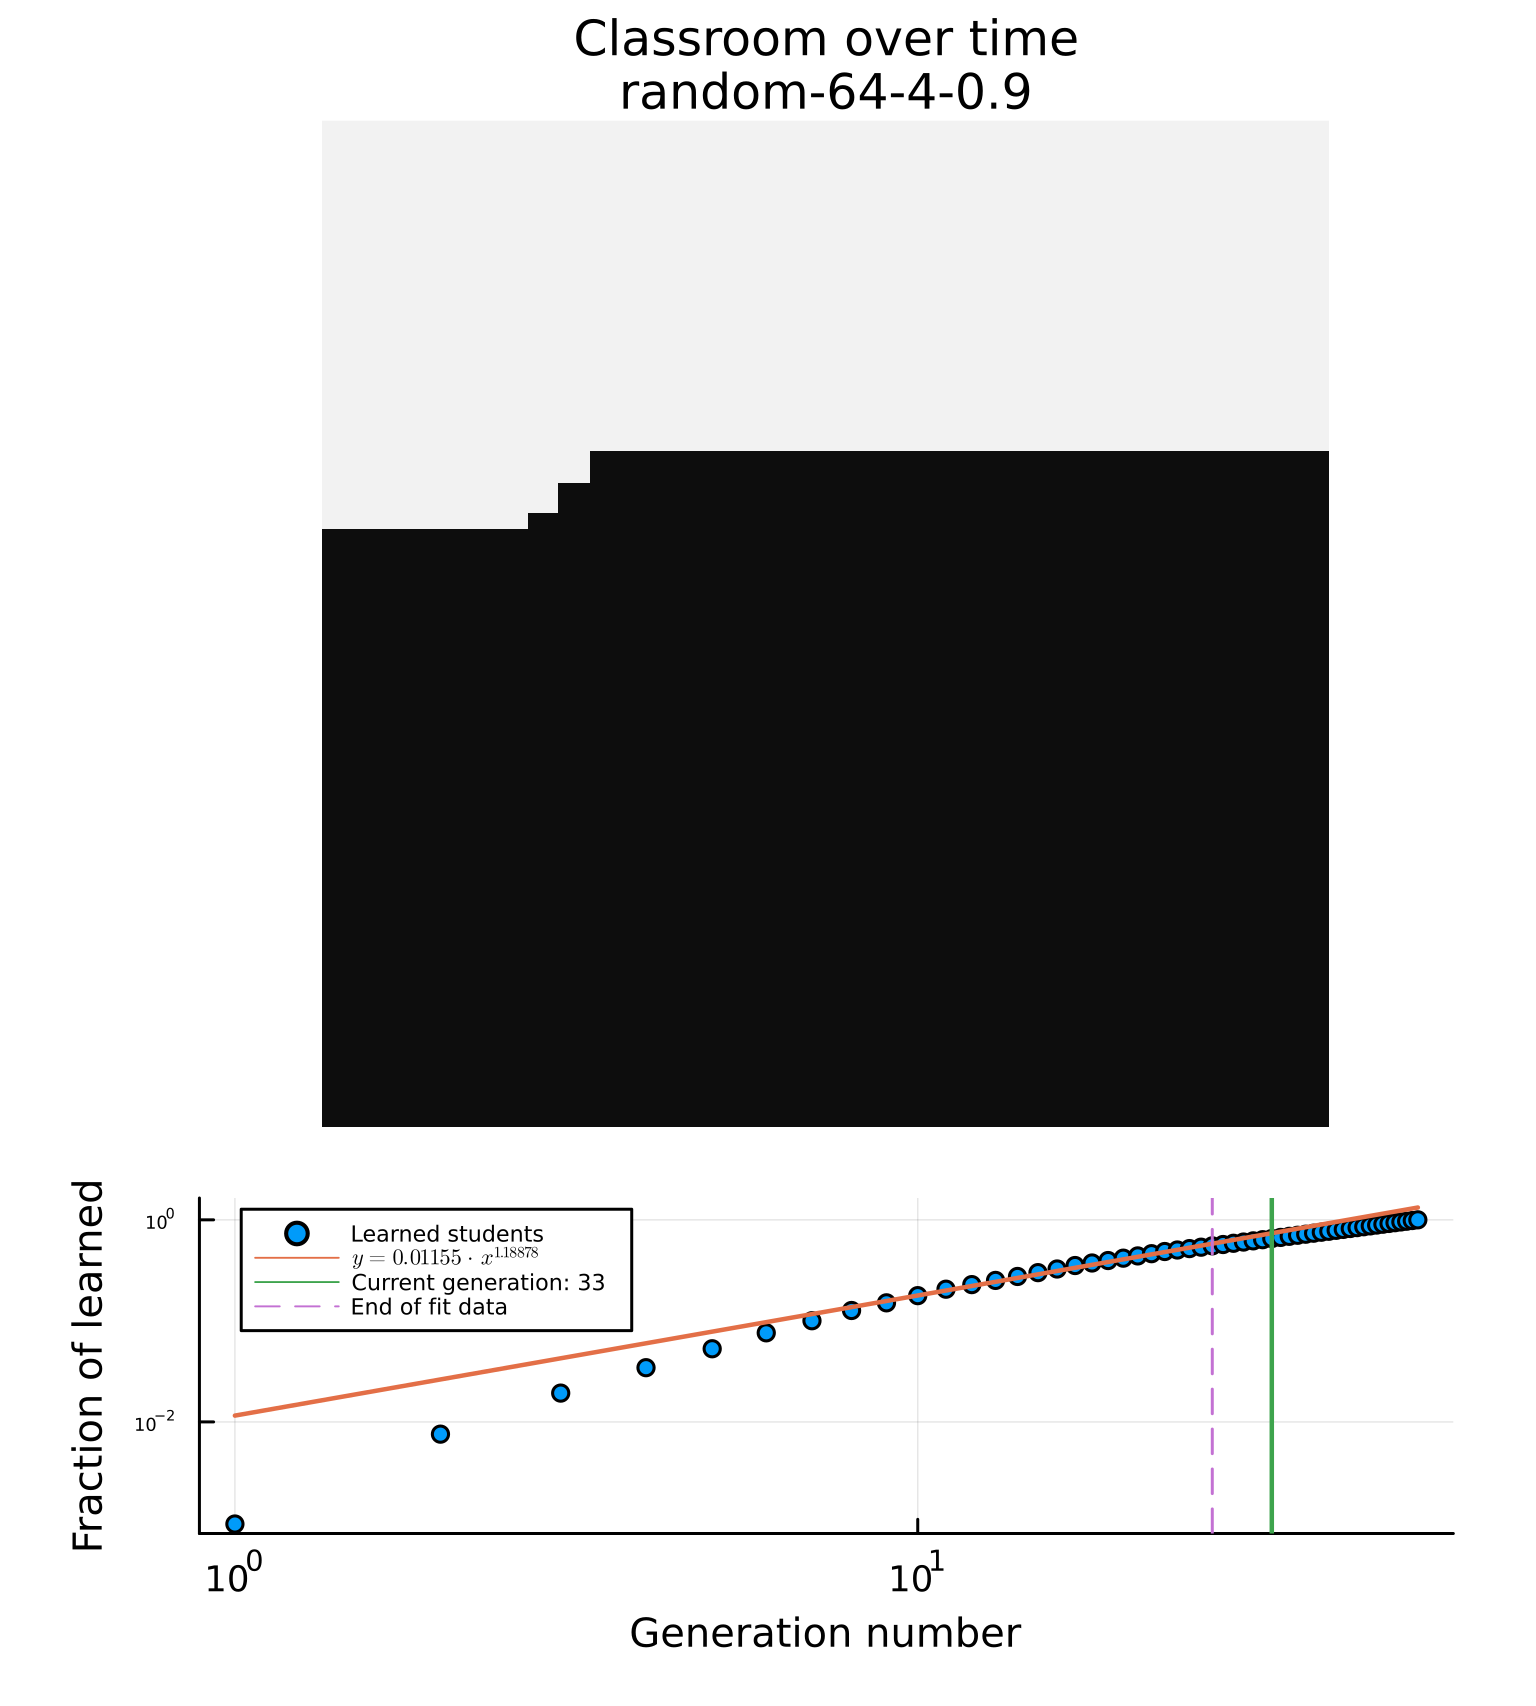 Classroom over time
random-64-4-0.9
Fraction of learned
10⁰
10⁻²
Learned students
y = 0.01155 · x^1.18878
Current generation: 33
End of fit data
10⁰
10¹
Generation number